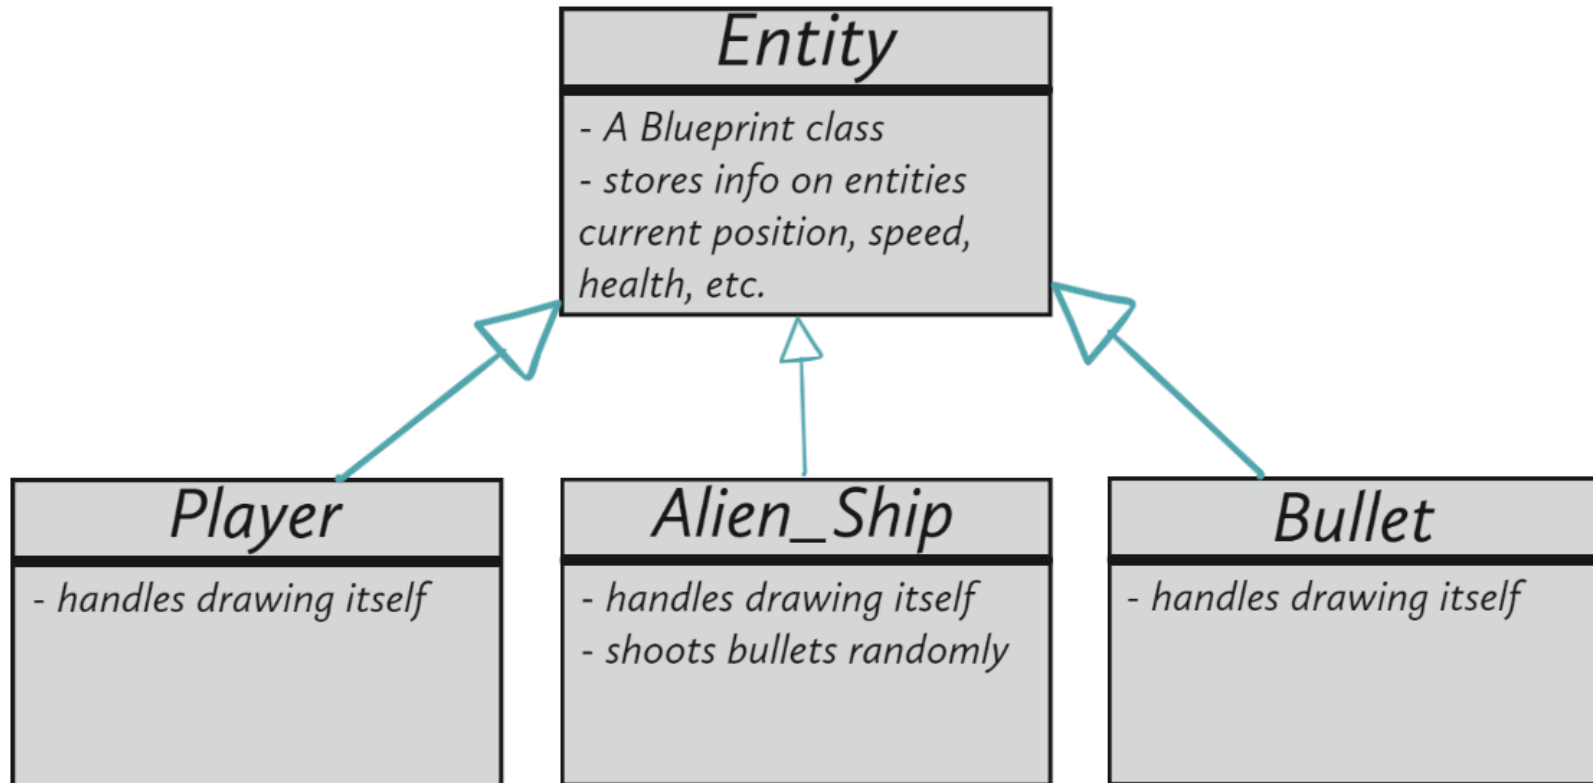 Entity
- A Blueprint class
- stores info on entities
current position, speed,
health, etc.
Player
- handles drawing itself
Alien_Ship
- handles drawing itself
- shoots bullets randomly
Bullet
- handles drawing itself